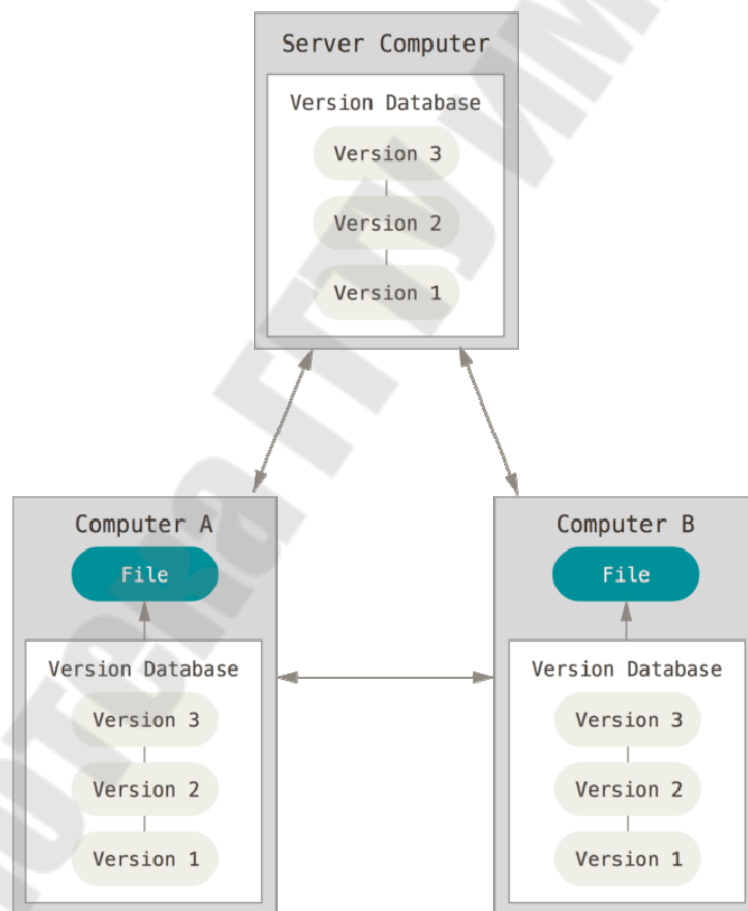 Server Computer
Version Database
Version 3
Version 2
Version 1
Computer A
File
Version Database
Version 3
Version 2
Version 1
Computer B
File
Version Database
Version 3
Version 2
Version 1